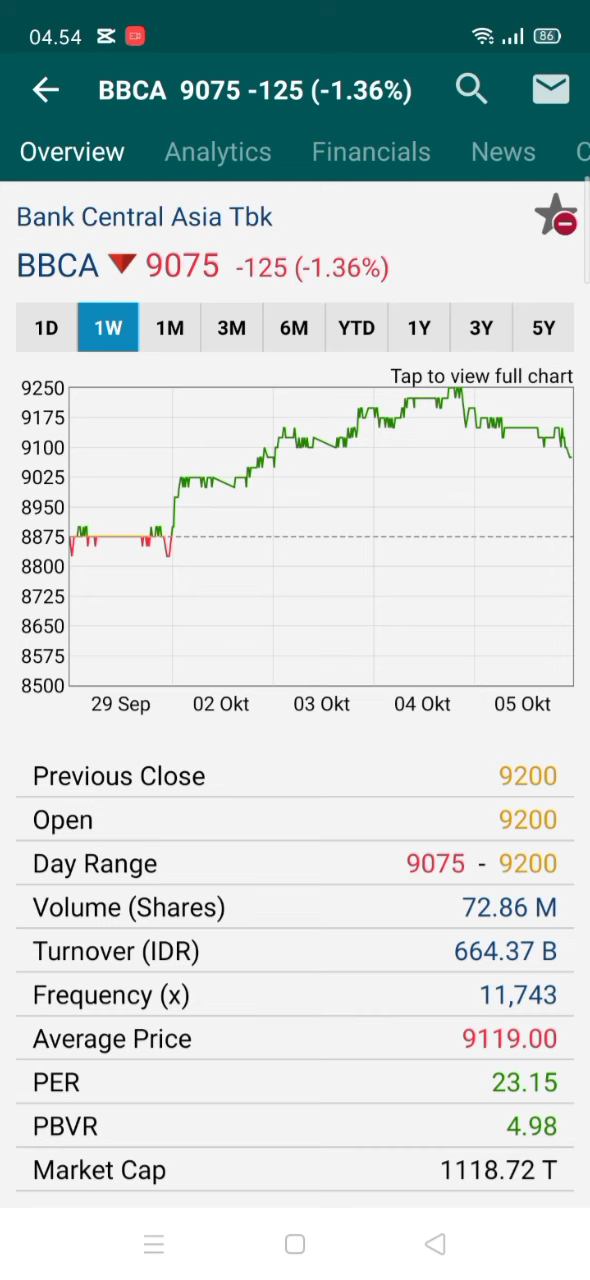 04.54 86
BBCA 9075 -125 (-1.36%)
Overview Analytics Financials News C
Bank Central Asia Tbk
BBCA 9075 -125 (-1.36%)
1D 1W 1M 3M 6M YTD 1Y 3Y 5Y
Tap to view full chart
9250
9175
9100
9025
8950
8875
8800
8725
8650
8575
8500
29 Sep 02 Okt 03 Okt 04 Okt 05 Okt
Previous Close 9200
Open 9200
Day Range 9075 - 9200
Volume (Shares) 72.86 M
Turnover (IDR) 664.37 B
Frequency (x) 11,743
Average Price 9119.00
PER 23.15
PBVR 4.98
Market Cap 1118.72 T